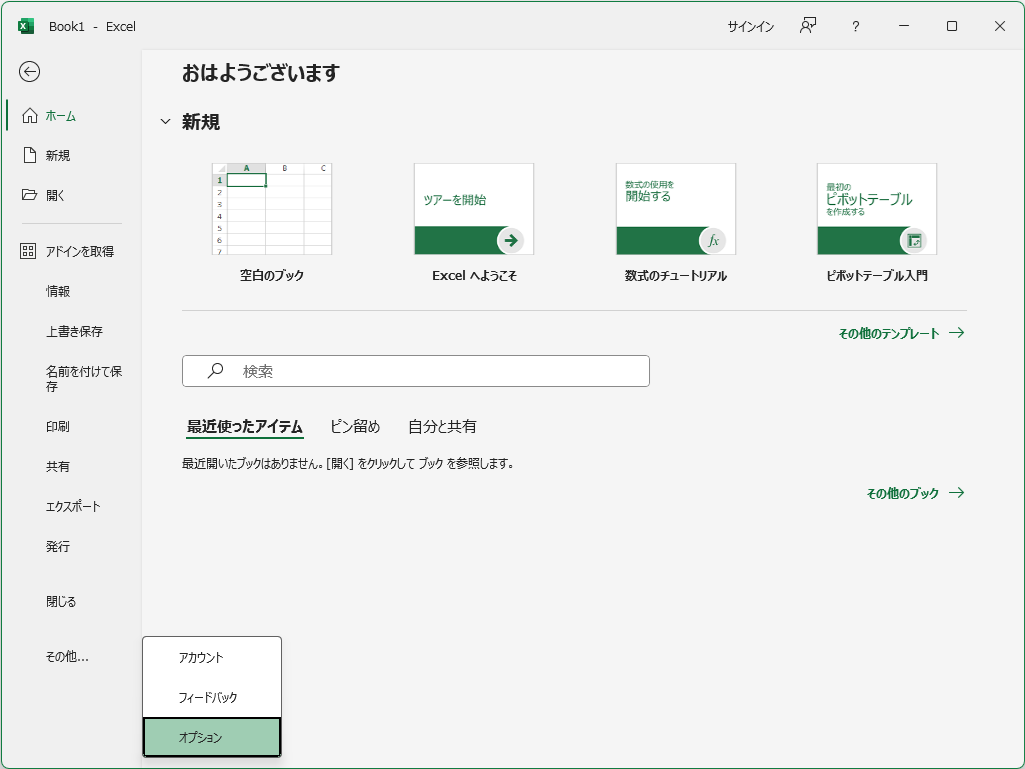 Book1 - Excel
サインイン
?
ホーム
新規
開く
アドインを取得
情報
上書き保存
名前を付けて保
存
印刷
共有
エクスポート
発行
閉じる
その他...
アカウント
フィードバック
オプション
おはようございます
新規
A B C
1
2
3
4
5
6
7
空白のブック
ツアーを開始
Excel へようこそ
数式の使用を
開始する
fx
数式のチュートリアル
最初の
ピボットテーブル
を作成する
ピボットテーブル入門
その他のテンプレート
検索
最近使ったアイテム ピン留め 自分と共有
最近開いたブックはありません。[開く] をクリックして ブック を参照します。
その他のブック